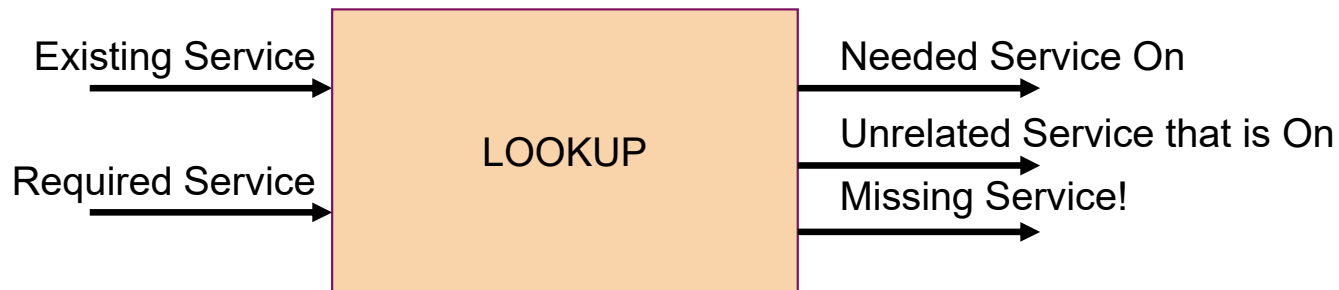 Existing Service
Required Service
LOOKUP
Needed Service On
Unrelated Service that is On
Missing Service!